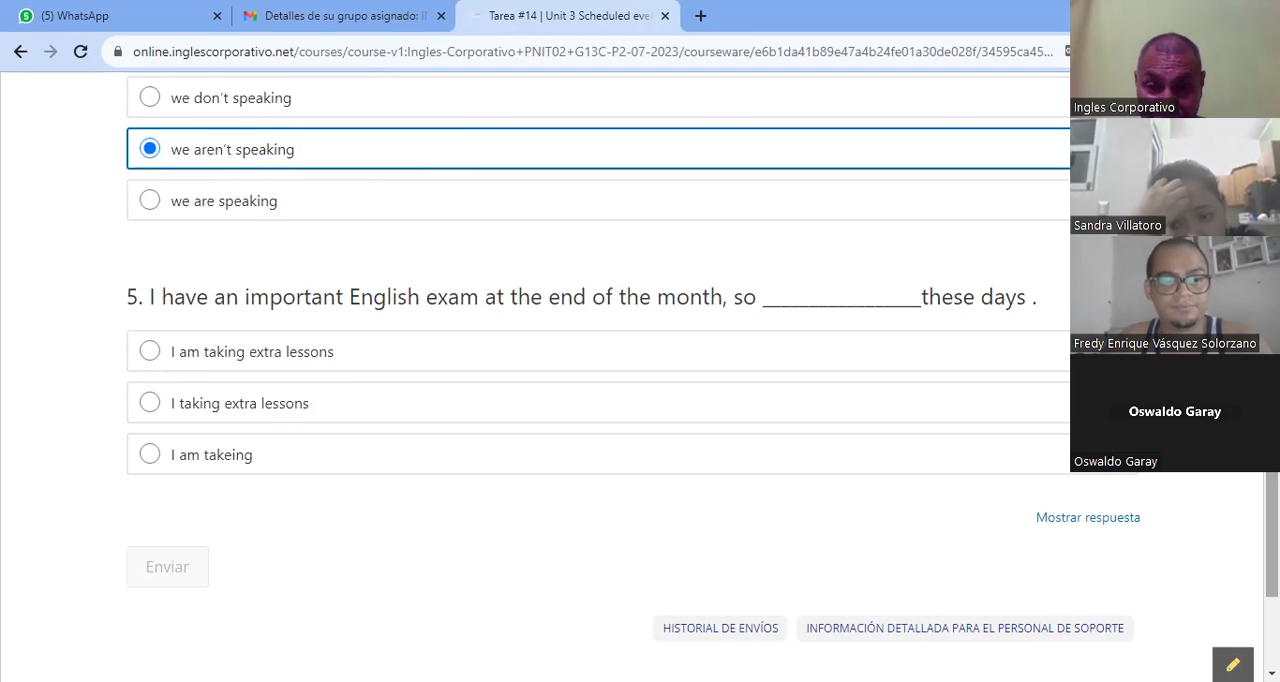 (5) WhatsApp
Detalles de su grupo asignado: II
Tarea #14 | Unit 3 Scheduled eve
online.inglescorporativo.net/courses/course-v1:Ingles-Corporativo+PNIT02+G13C-P2-07-2023/courseware/e6b1da41b89e47a4b24fe01a30de028f/34595ca45...
Ingles Corporativo
we don't speaking
we aren't speaking
we are speaking
Sandra Villatoro
5. I have an important English exam at the end of the month, so ________________these days .
Fredy Enrique Vásquez Solorzano
I am taking extra lessons
I taking extra lessons
I am takeing
Oswaldo Garay
Oswaldo Garay
Mostrar respuesta
Enviar
HISTORIAL DE ENVÍOS
INFORMACIÓN DETALLADA PARA EL PERSONAL DE SOPORTE